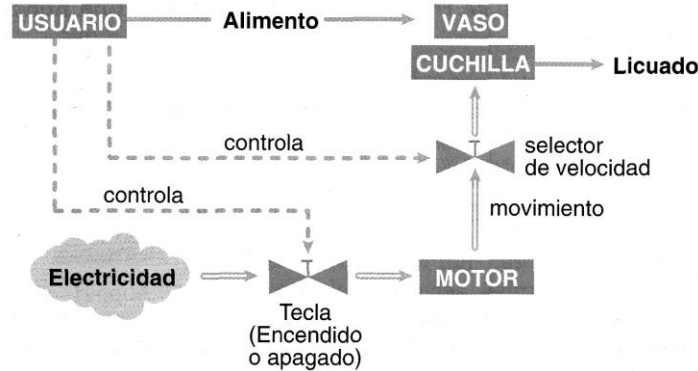 USUARIO
Alimento
VASO
CUCHILLA
Licuado
controla
selector
de velocidad
controla
movimiento
Electricidad
MOTOR
Tecla
(Encendido
o apagado)